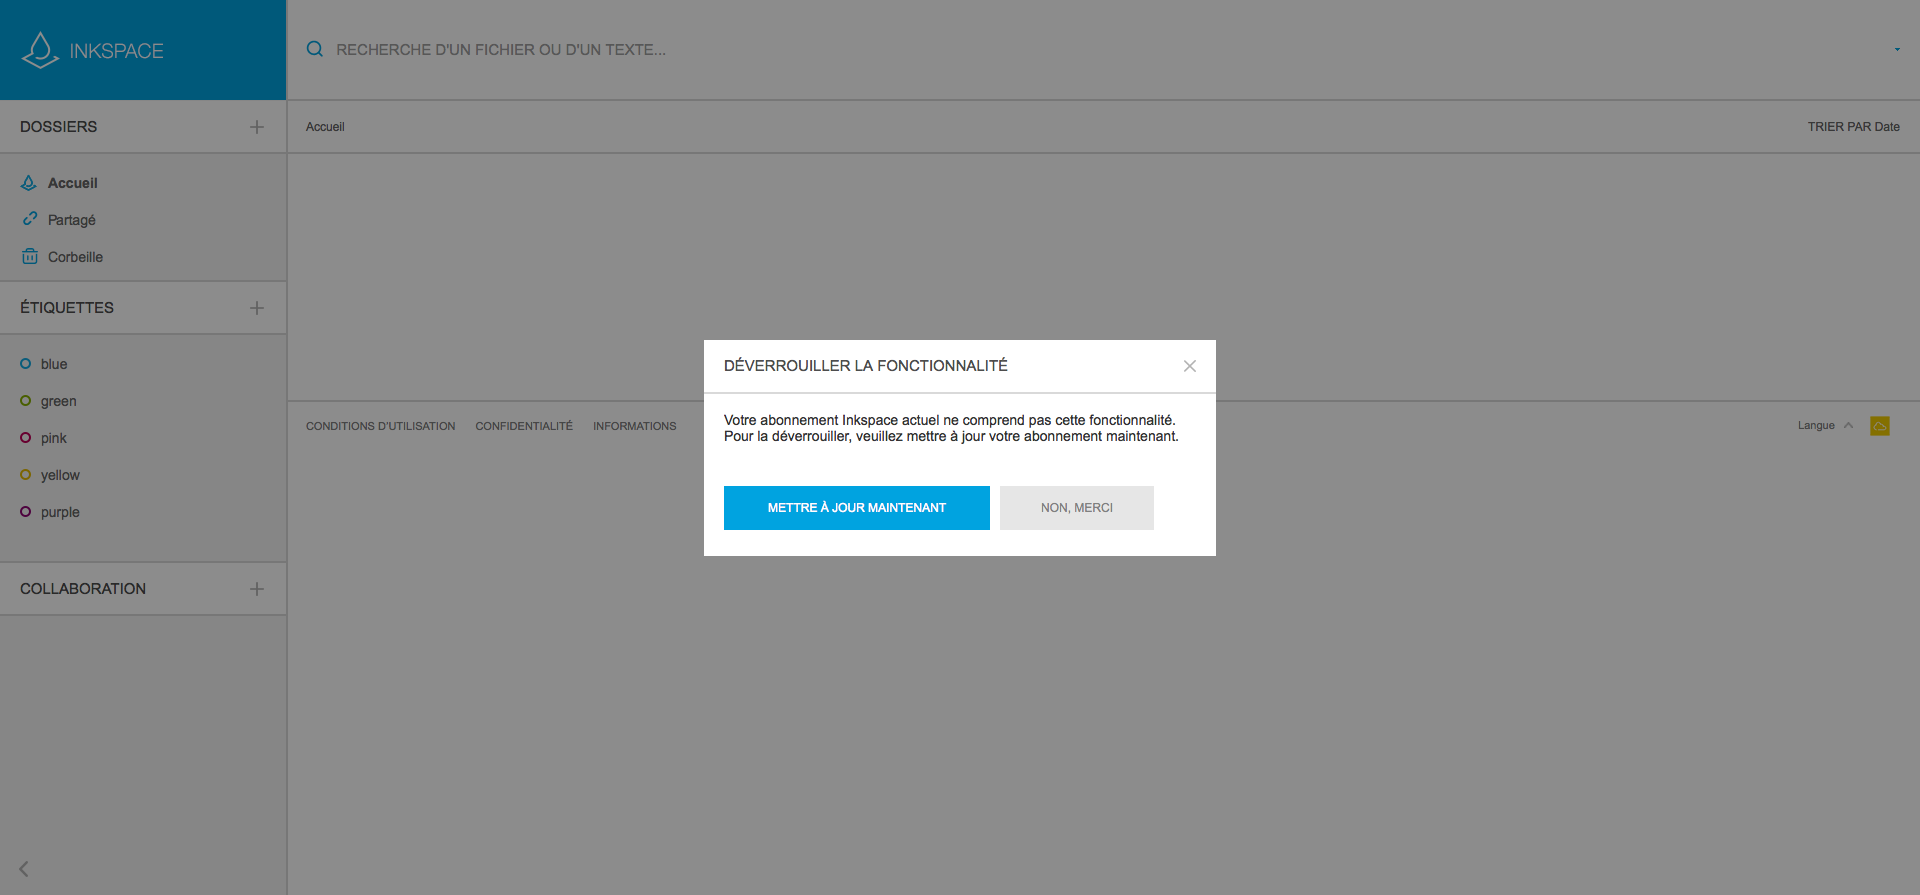 INKSPACE
RECHERCHE D'UN FICHIER OU D'UN TEXTE...
DOSSIERS
Accueil
TRIER PAR Date
Accueil
Partagé
Corbeille
ÉTIQUETTES
blue
green
pink
yellow
purple
COLLABORATION
DÉVERROUILLER LA FONCTIONNALITÉ
Votre abonnement Inkspace actuel ne comprend pas cette fonctionnalité.
Pour la déverrouiller, veuillez mettre à jour votre abonnement maintenant.
METTRE À JOUR MAINTENANT
NON, MERCI
CONDITIONS D'UTILISATION
CONFIDENTIALITÉ
INFORMATIONS
Langue